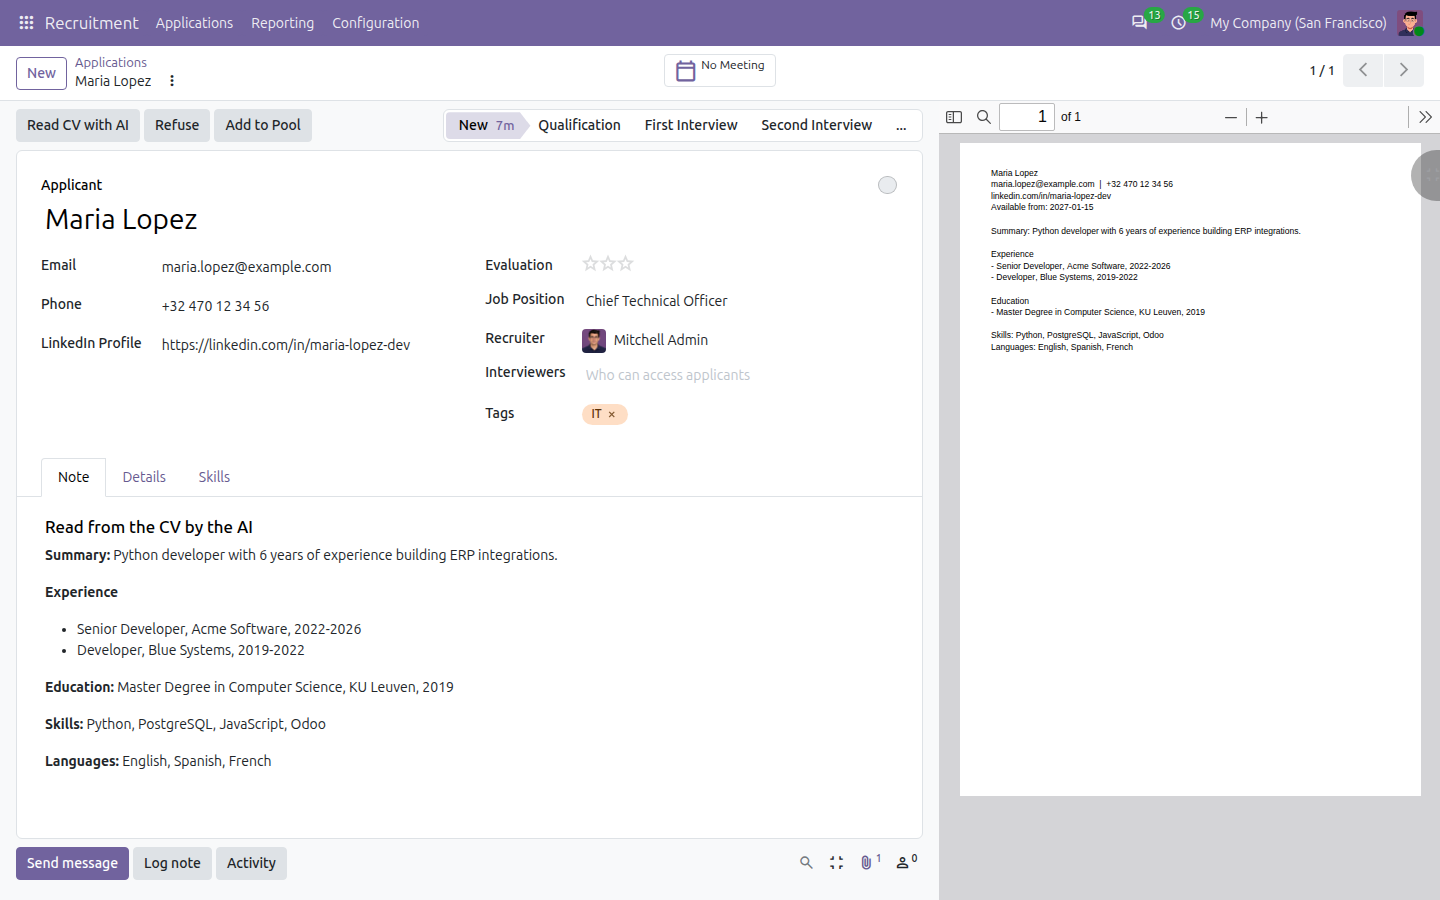 Recruitment Applications Reporting Configuration 13 15 My Company (San Francisco)
New Applications
Maria Lopez
No Meeting
1 / 1
Read CV with AI Refuse Add to Pool New 7m Qualification First Interview Second Interview ...
Applicant
Maria Lopez
Email maria.lopez@example.com
Phone +32 470 12 34 56
LinkedIn Profile https://linkedin.com/in/maria-lopez-dev
Evaluation
Job Position Chief Technical Officer
Recruiter Mitchell Admin
Interviewers Who can access applicants
Tags IT ×
Note Details Skills
Read from the CV by the AI
Summary: Python developer with 6 years of experience building ERP integrations.
Experience
• Senior Developer, Acme Software, 2022-2026
• Developer, Blue Systems, 2019-2022
Education: Master Degree in Computer Science, KU Leuven, 2019
Skills: Python, PostgreSQL, JavaScript, Odoo
Languages: English, Spanish, French
Send message Log note Activity 1 0
1 of 1
Maria Lopez
maria.lopez@example.com | +32 470 12 34 56
linkedin.com/in/maria-lopez-dev
Available from: 2027-01-15
Summary: Python developer with 6 years of experience building ERP integrations.
Experience
- Senior Developer, Acme Software, 2022-2026
- Developer, Blue Systems, 2019-2022
Education
- Master Degree in Computer Science, KU Leuven, 2019
Skills: Python, PostgreSQL, JavaScript, Odoo
Languages: English, Spanish, French